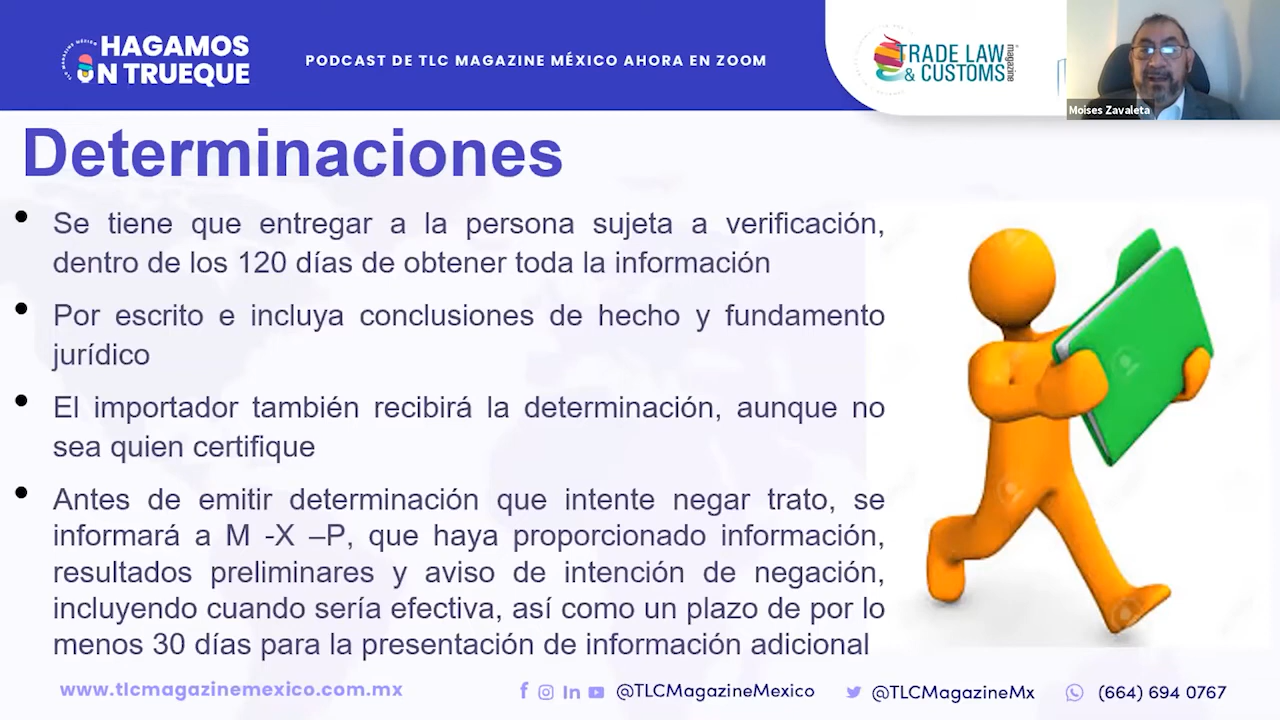 HAGAMOS
UN TRUEQUE
PODCAST DE TLC MAGAZINE MÉXICO AHORA EN ZOOM
TRADE LAW
& CUSTOMS
magazine
Moises Zavaleta
Determinaciones
• Se tiene que entregar a la persona sujeta a verificación,
dentro de los 120 días de obtener toda la información
• Por escrito e incluya conclusiones de hecho y fundamento
jurídico
• El importador también recibirá la determinación, aunque no
sea quien certifique
• Antes de emitir determinación que intente negar trato, se
informará a M -X –P, que haya proporcionado información,
resultados preliminares y aviso de intención de negación,
incluyendo cuando sería efectiva, así como un plazo de por lo
menos 30 días para la presentación de información adicional
www.tlcmagazinemexico.com.mx
@TLCMagazineMexico
@TLCMagazineMx
(664) 694 0767